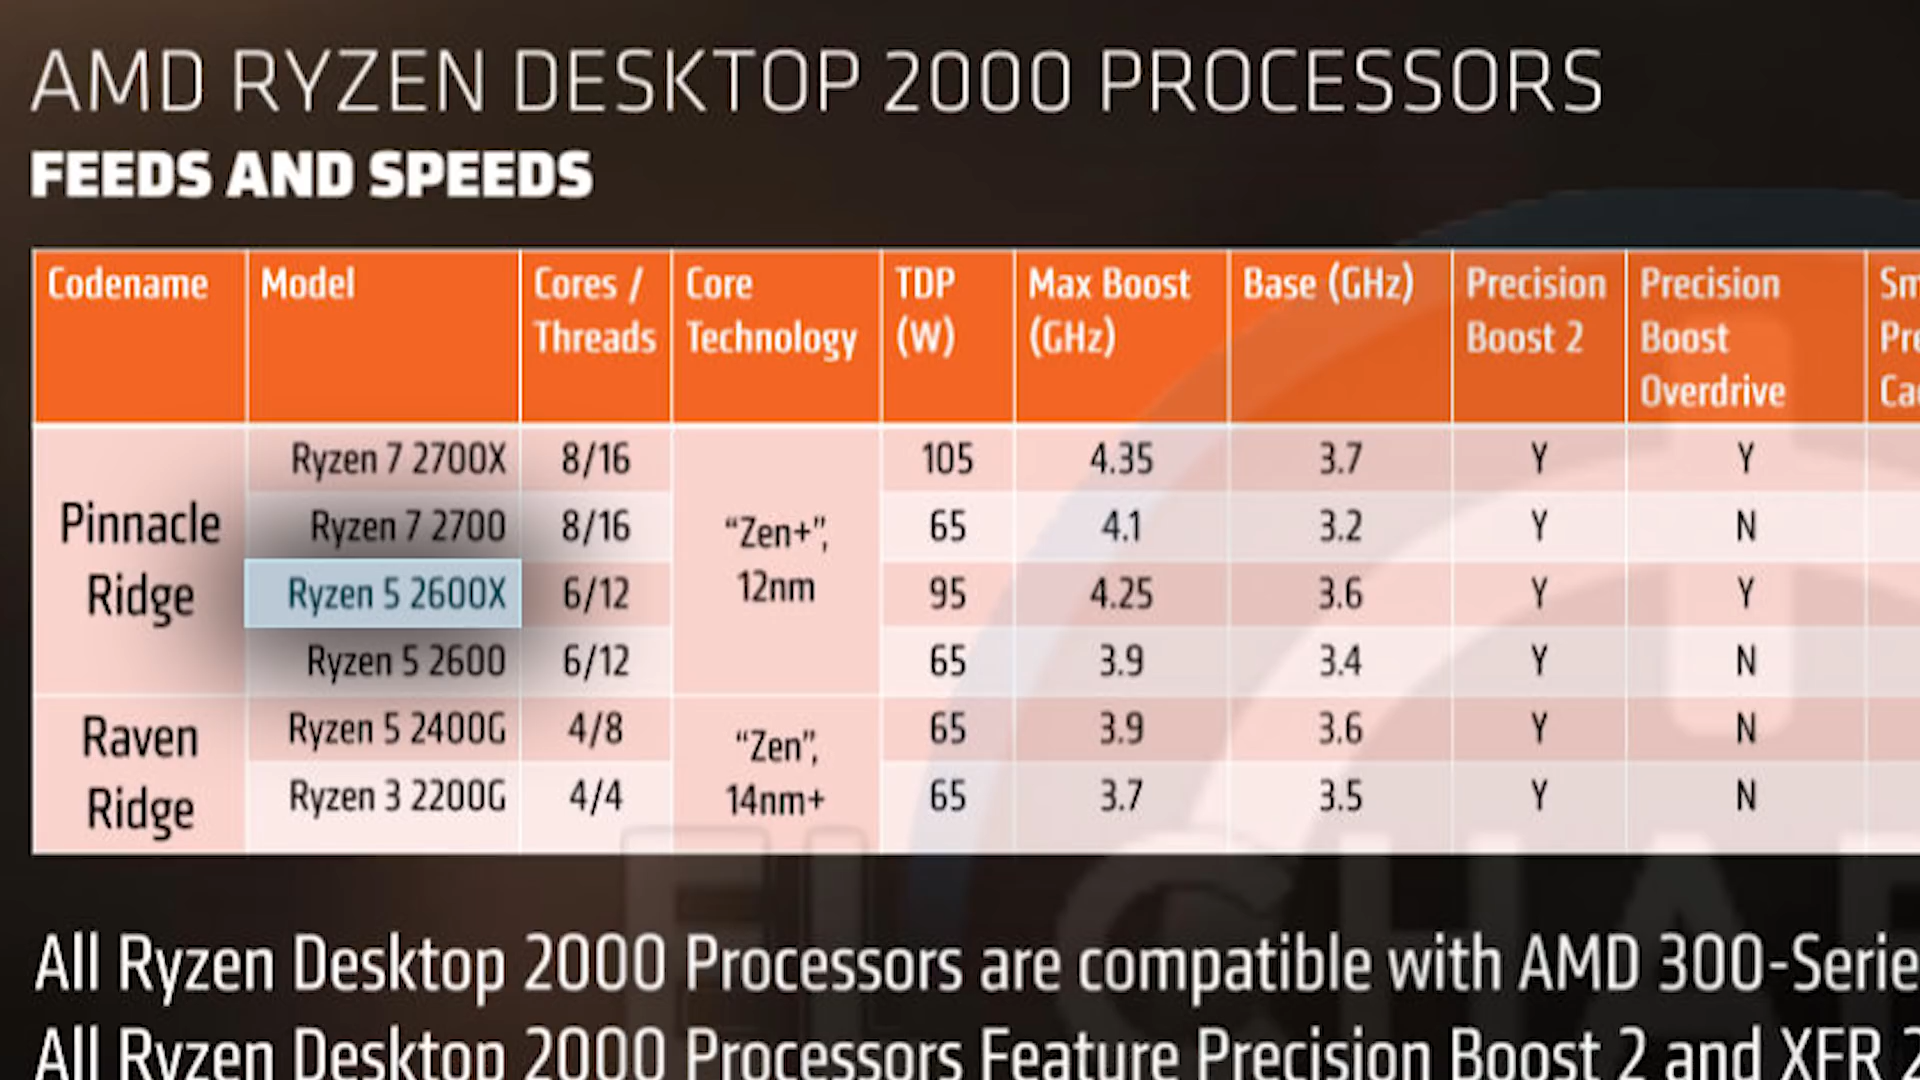 AMD RYZEN DESKTOP 2000 PROCESSORS
FEEDS AND SPEEDS
Codename Model Cores / Threads Core Technology TDP (W) Max Boost (GHz) Base (GHz) Precision Boost 2 Precision Boost Overdrive
Pinnacle Ridge
Ryzen 7 2700X 8/16 "Zen+", 12nm 105 4.35 3.7 Y Y
Ryzen 7 2700 8/16 65 4.1 3.2 Y N
Ryzen 5 2600X 6/12 95 4.25 3.6 Y Y
Ryzen 5 2600 6/12 65 3.9 3.4 Y N
Raven Ridge
Ryzen 5 2400G 4/8 "Zen", 14nm+ 65 3.9 3.6 Y N
Ryzen 3 2200G 4/4 65 3.7 3.5 Y N
All Ryzen Desktop 2000 Processors are compatible with AMD 300-Serie
All Ryzen Desktop 2000 Processors Feature Precision Boost 2 and XFR 2